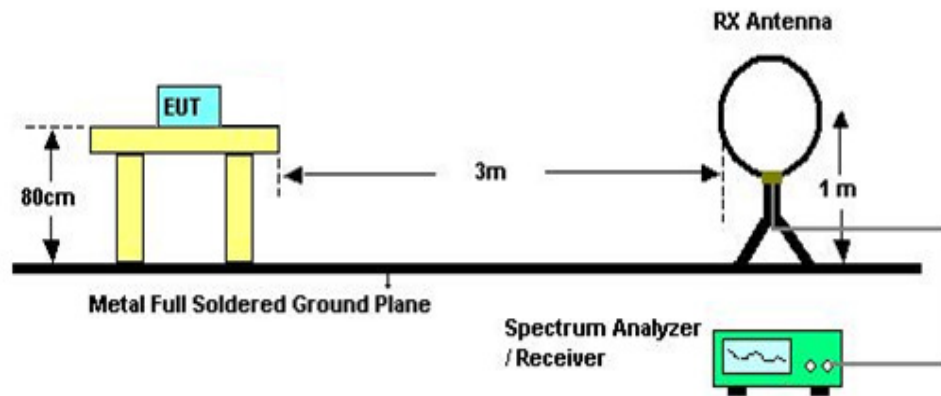 RX Antenna
EUT
80cm
3m
1 m
Metal Full Soldered Ground Plane
Spectrum Analyzer
/ Receiver